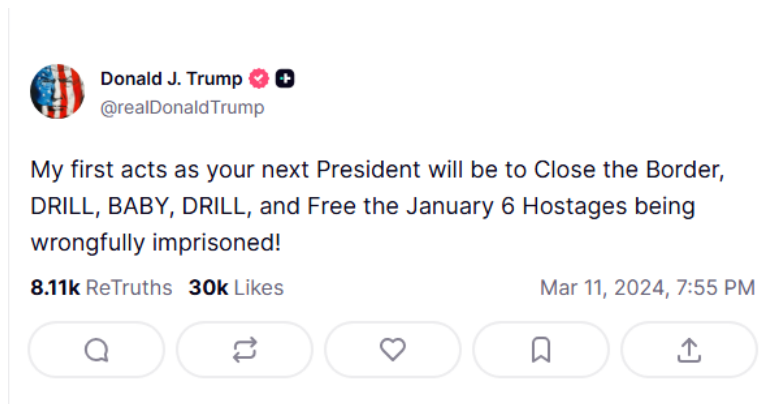 Donald J. Trump
@realDonaldTrump
My first acts as your next President will be to Close the Border,
DRILL, BABY, DRILL, and Free the January 6 Hostages being
wrongfully imprisoned!
8.11k ReTruths 30k Likes Mar 11, 2024, 7:55 PM